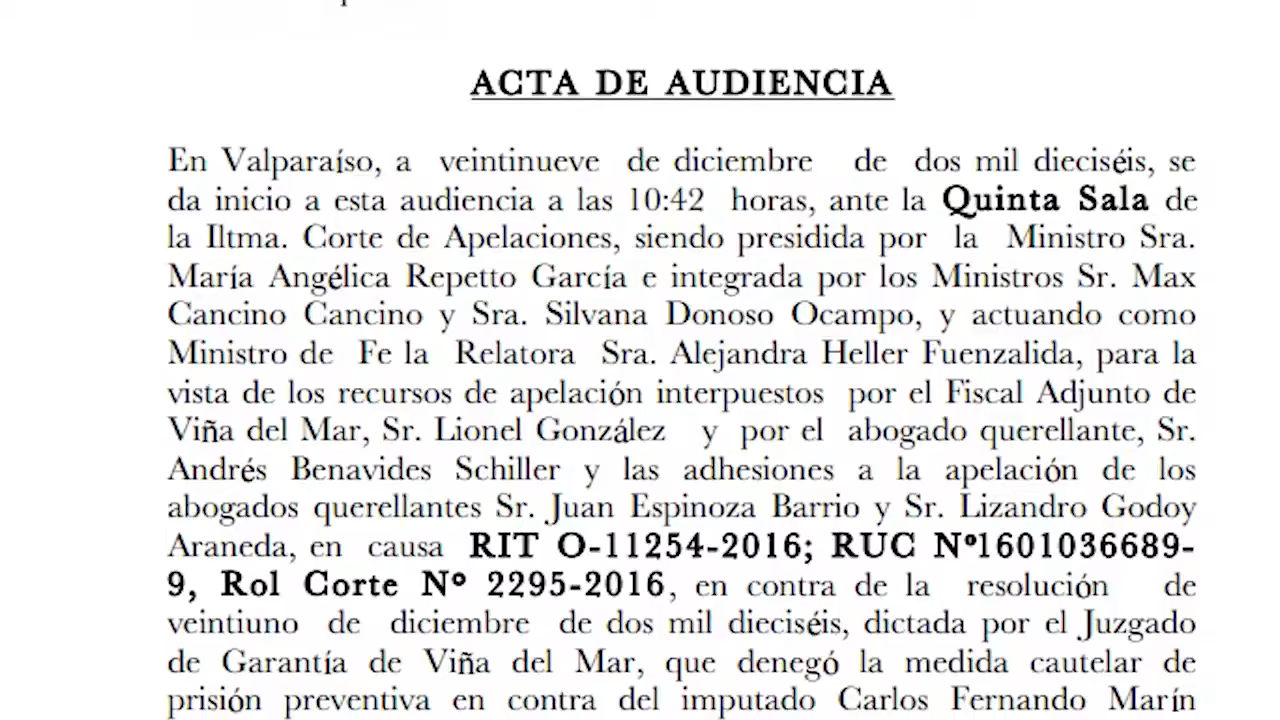 ACTA DE AUDIENCIA
En Valparaíso, a veintinueve de diciembre de dos mil dieciséis, se
da inicio a esta audiencia a las 10:42 horas, ante la Quinta Sala de
la Iltma. Corte de Apelaciones, siendo presidida por la Ministro Sra.
María Angélica Repetto García e integrada por los Ministros Sr. Max
Cancino Cancino y Sra. Silvana Donoso Ocampo, y actuando como
Ministro de Fe la Relatora Sra. Alejandra Heller Fuenzalida, para la
vista de los recursos de apelación interpuestos por el Fiscal Adjunto de
Viña del Mar, Sr. Lionel González y por el abogado querellante, Sr.
Andrés Benavides Schiller y las adhesiones a la apelación de los
abogados querellantes Sr. Juan Espinoza Barrio y Sr. Lizandro Godoy
Araneda, en causa RIT O-11254-2016; RUC Nº1601036689-
9, Rol Corte Nº 2295-2016, en contra de la resolución de
veintiuno de diciembre de dos mil dieciséis, dictada por el Juzgado
de Garantía de Viña del Mar, que denegó la medida cautelar de
prisión preventiva en contra del imputado Carlos Fernando Marín